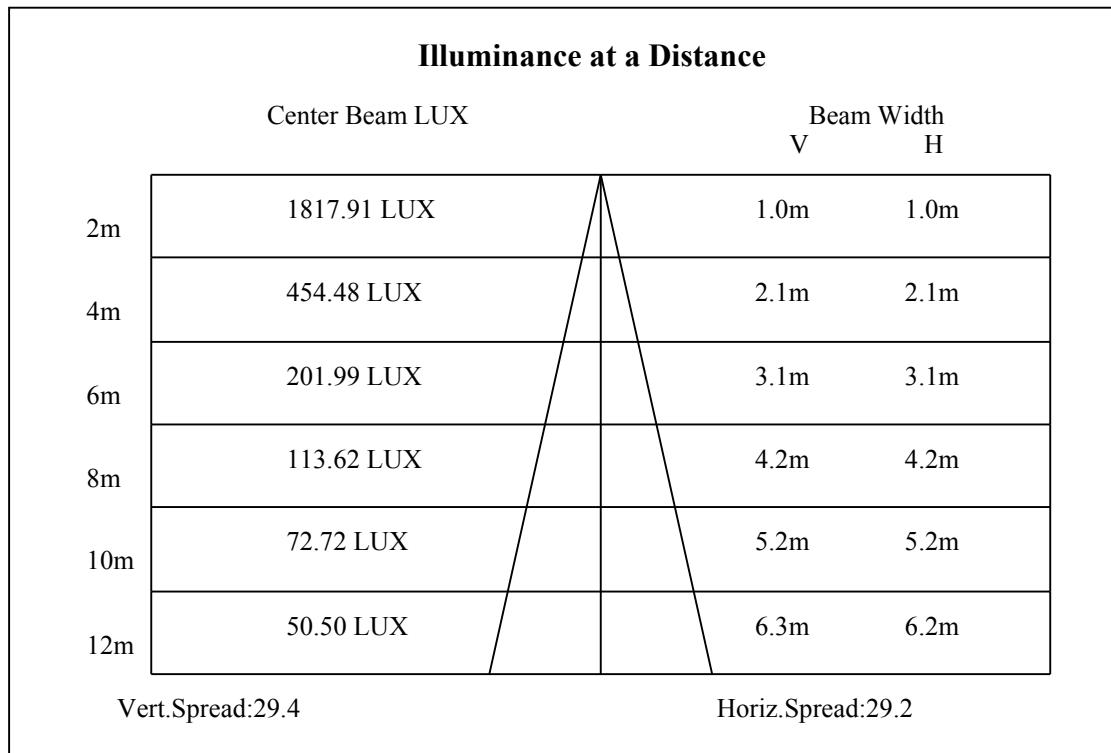 Illuminance at a Distance
Center Beam LUX Beam Width
V H
2m 1817.91 LUX 1.0m 1.0m
4m 454.48 LUX 2.1m 2.1m
6m 201.99 LUX 3.1m 3.1m
8m 113.62 LUX 4.2m 4.2m
10m 72.72 LUX 5.2m 5.2m
12m 50.50 LUX 6.3m 6.2m
Vert.Spread:29.4 Horiz.Spread:29.2